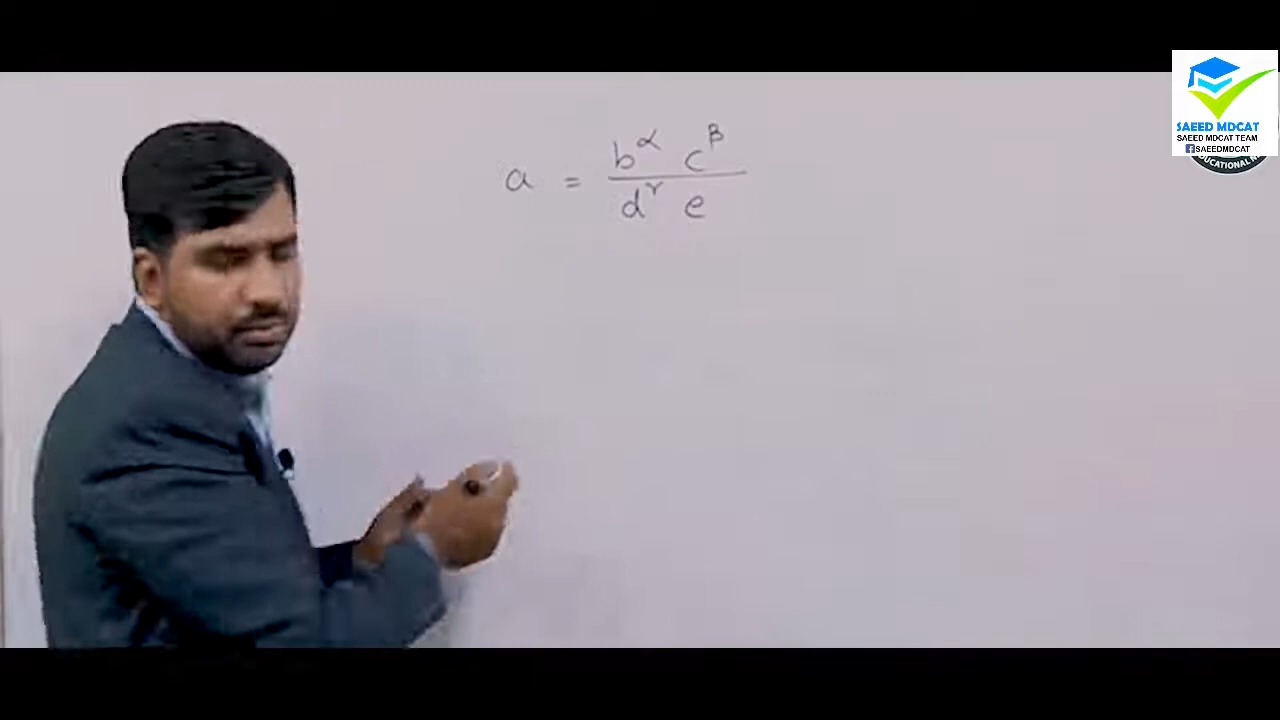 a = b^α c^β / d^γ e
SAEED MDCAT
SAEED MDCAT TEAM
SAEEDMDCAT